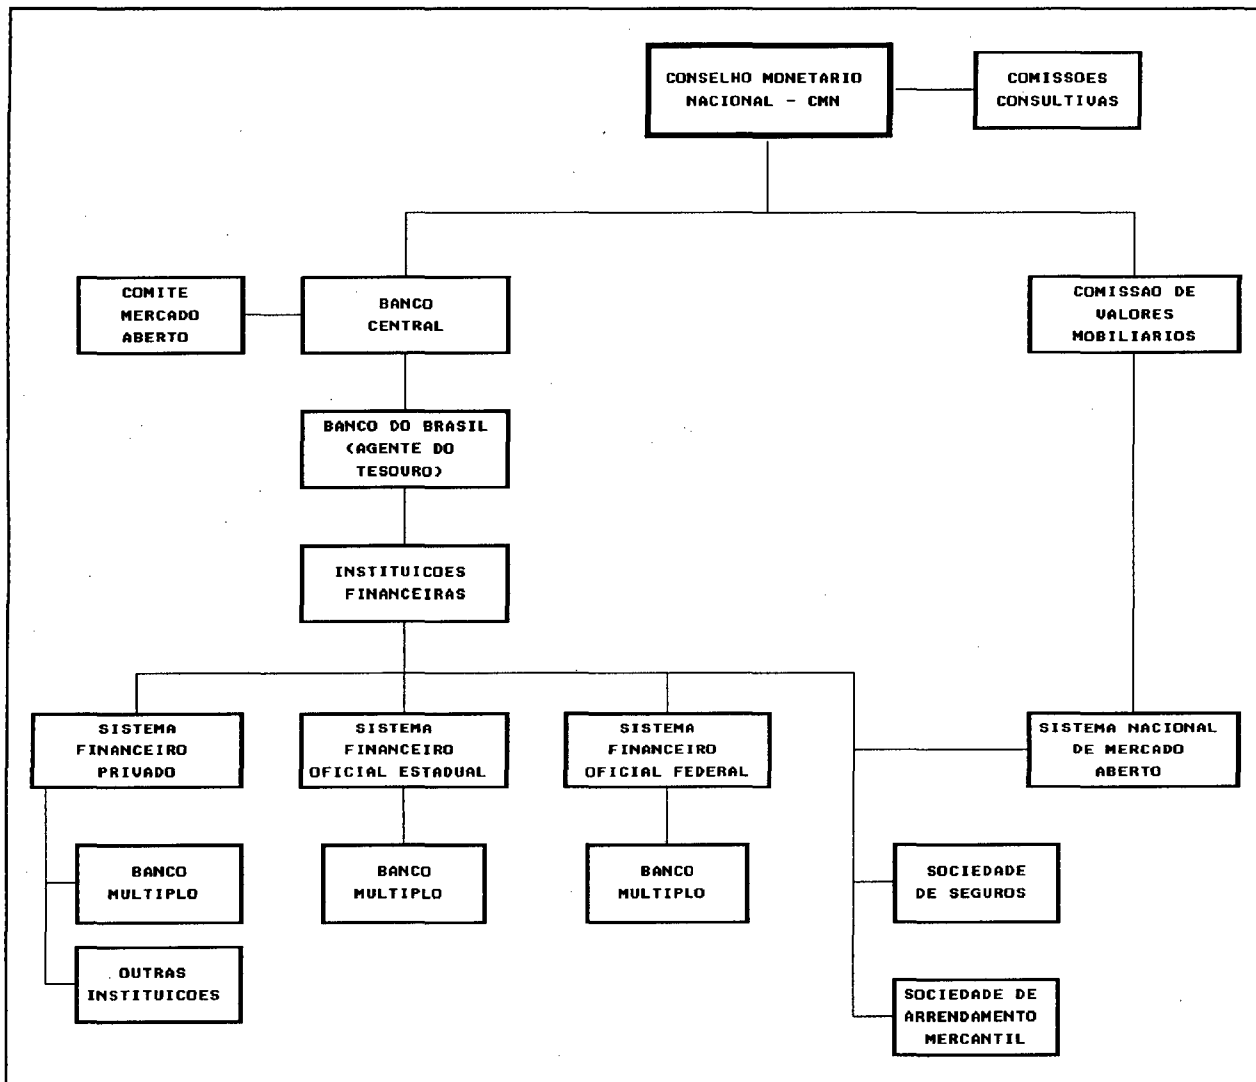 CONSELHO MONETARIO
NACIONAL - CMN
COMISSOES
CONSULTIVAS
COMITE
MERCADO
ABERTO
BANCO
CENTRAL
COMISSAO DE
VALORES
MOBILIARIOS
BANCO DO BRASIL
(AGENTE DO
TESOURO)
INSTITUICOES
FINANCEIRAS
SISTEMA
FINANCEIRO
PRIVADO
SISTEMA
FINANCEIRO
OFICIAL ESTADUAL
SISTEMA
FINANCEIRO
OFICIAL FEDERAL
SISTEMA NACIONAL
DE MERCADO
ABERTO
BANCO
MULTIPLO
BANCO
MULTIPLO
BANCO
MULTIPLO
SOCIEDADE
DE SEGUROS
OUTRAS
INSTITUICOES
SOCIEDADE DE
ARRENDAMENTO
MERCANTIL